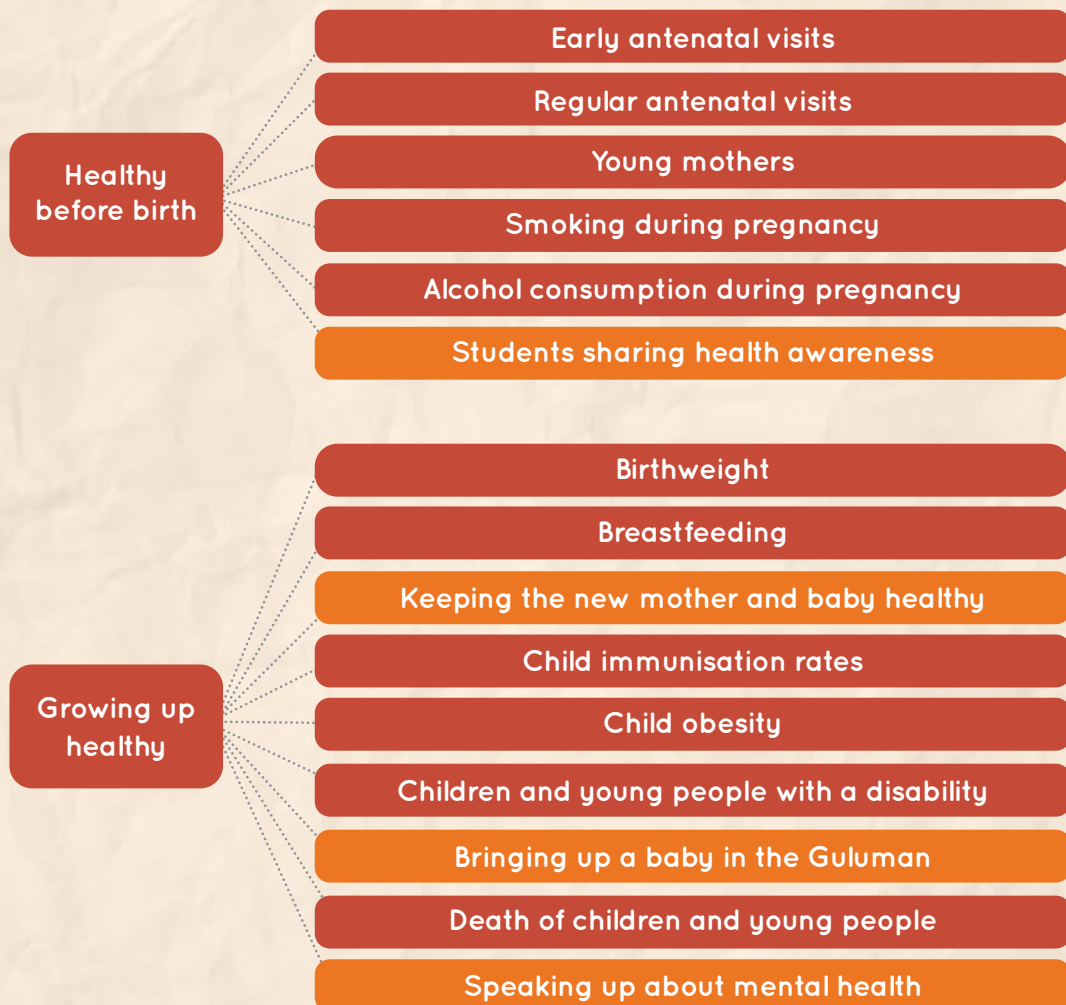 Healthy
before birth
Early antenatal visits
Regular antenatal visits
Young mothers
Smoking during pregnancy
Alcohol consumption during pregnancy
Students sharing health awareness
Growing up
healthy
Birthweight
Breastfeeding
Keeping the new mother and baby healthy
Child immunisation rates
Child obesity
Children and young people with a disability
Bringing up a baby in the Guluman
Death of children and young people
Speaking up about mental health